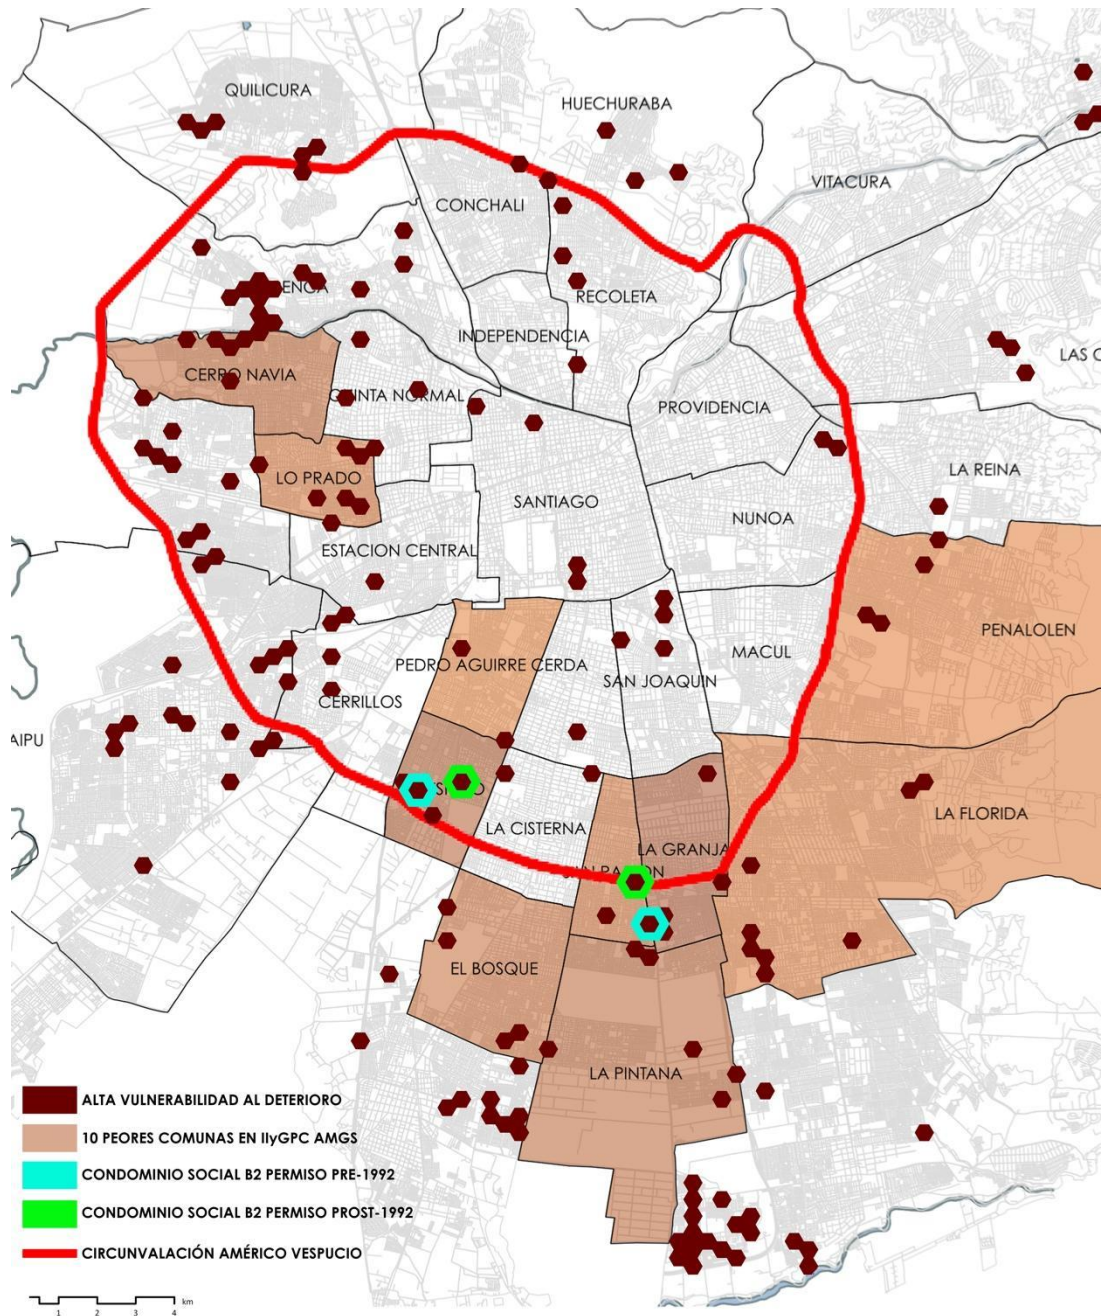 QUILICURA
HUECHURABA
VITACURA
CONCHALI
RECOLETA
INDEPENDENCIA
LAS C
CERRO NAVIA
QUINTA NORMAL
PROVIDENCIA
LA REINA
LO PRADO
SANTIAGO
NUNOA
ESTACION CENTRAL
PENALOLEN
PEDRO AGUIRRE CERDA
MACUL
SAN JOAQUIN
CERRILLOS
AIPU
LA CISTERNA
LA FLORIDA
LA GRANJA
EL BOSQUE
LA PINTANA
ALTA VULNERABILIDAD AL DETERIORO
10 PEORES COMUNAS EN IIyGPC AMGS
CONDOMINIO SOCIAL B2 PERMISO PRE-1992
CONDOMINIO SOCIAL B2 PERMISO PROST-1992
CIRCUNVALACIÓN AMÉRICO VESPUCIO
km
1 2 3 4